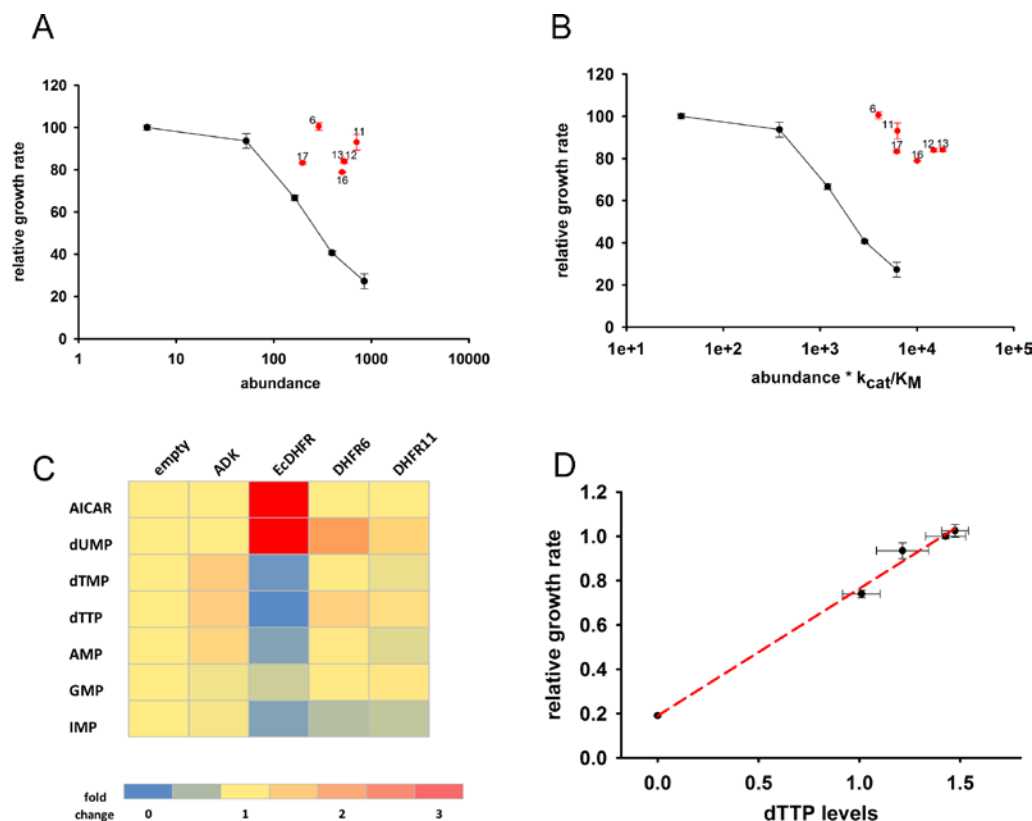 A
120
100
80
60
40
20
0
relative growth rate
6
11
17
13
12
16
1
10
100
1000
10000
abundance
B
120
100
80
60
40
20
0
relative growth rate
6
11
17
12
13
16
1e+1
1e+2
1e+3
1e+4
1e+5
abundance * kcat/KM
C
empty
ADK
EcDHFR
DHFR6
DHFR11
AICAR
dUMP
dTMP
dTTP
AMP
GMP
IMP
fold
change
0
1
2
3
D
1.2
1.0
0.8
0.6
0.4
0.2
0.0
relative growth rate
0.0
0.5
1.0
1.5
dTTP levels